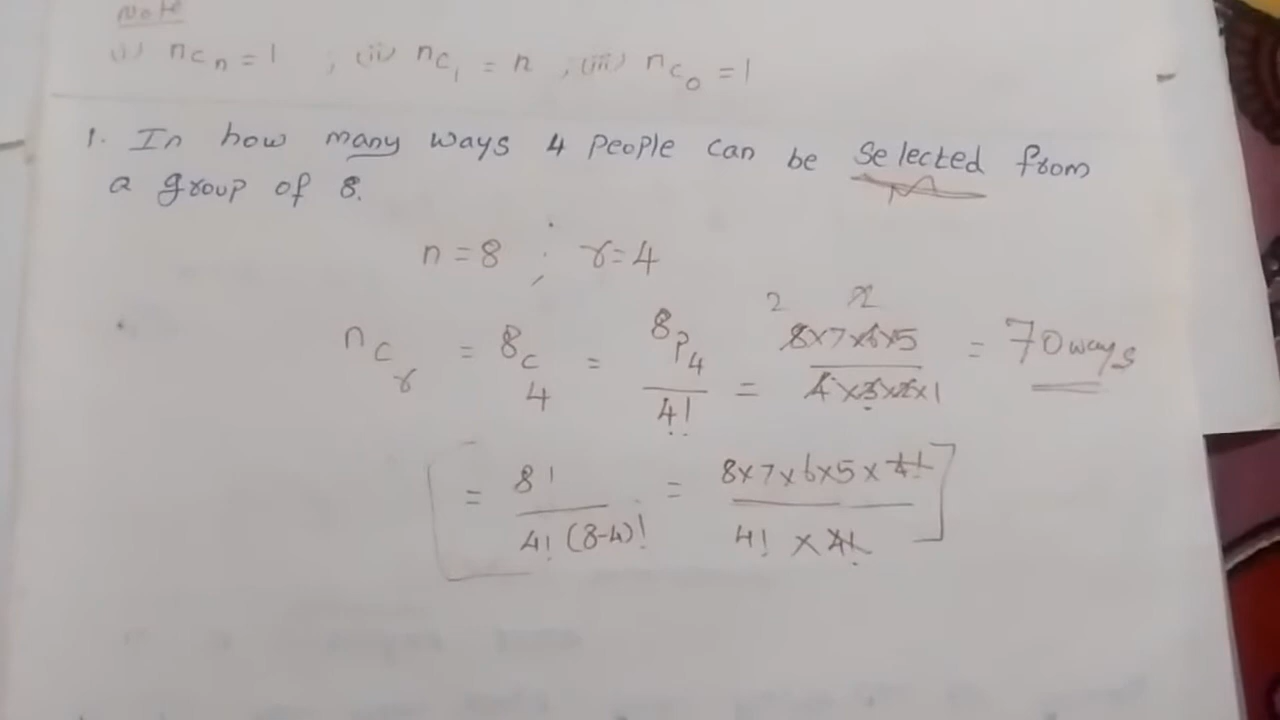 Note
(i) nCn = 1 , (ii) nC1 = n , (iii) nC0 = 1
1. In how many ways 4 people can be selected from
a group of 8.
n = 8 ; r = 4
2 2
nCr = 8C4 = 8P4 / 4! = 8×7×6×5 / 4×3×2×1 = 70 ways
[ = 8! / 4! (8-4)! = 8×7×6×5×4! / 4! × 4! ]